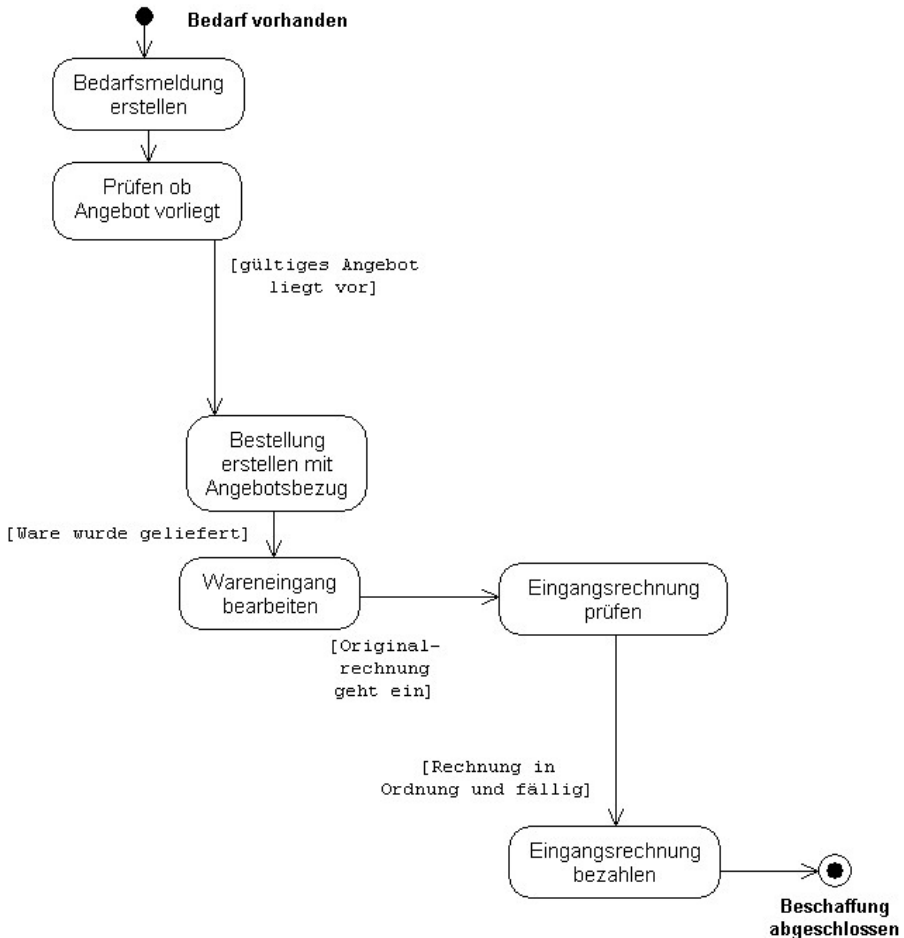 Bedarf vorhanden
Bedarfsmeldung
erstellen
Prüfen ob
Angebot vorliegt
[gültiges Angebot
liegt vor]
Bestellung
erstellen mit
Angebotsbezug
[Ware wurde geliefert]
Wareneingang
bearbeiten
Eingangsrechnung
prüfen
[Original-
rechnung
geht ein]
[Rechnung in
Ordnung und fällig]
Eingangsrechnung
bezahlen
Beschaffung
abgeschlossen